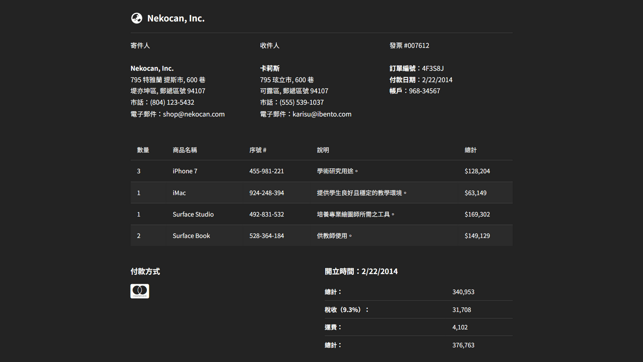 Nekocan, Inc.
寄件人
收件人
發票 #007612
Nekocan, Inc.
795 特雅蘭 提斯市, 600 巷
堤亦坤區, 郵遞區號 94107
市話：(804) 123-5432
電子郵件：shop@nekocan.com
卡莉斯
795 琺立市, 600 巷
可露區, 郵遞區號 94107
市話：(555) 539-1037
電子郵件：karisu@ibento.com
訂單編號：4F3S8J
付款日期：2/22/2014
帳戶：968-34567
數量 商品名稱 序號 # 說明 總計
3 iPhone 7 455-981-221 學術研究用途。 $128,204
1 iMac 924-248-394 提供學生良好且穩定的教學環境。 $63,149
1 Surface Studio 492-831-532 培養專業繪圖師所需之工具。 $169,302
2 Surface Book 528-364-184 供教師使用。 $149,129
付款方式
開立時間：2/22/2014
總計： 340,953
稅收（9.3%）： 31,708
運費： 4,102
總計： 376,763